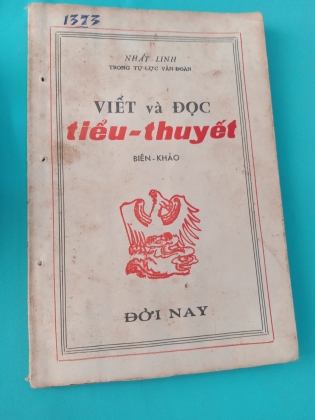 1373
NHẤT-LINH
TRONG TỰ-LỰC VĂN-ĐOÀN
VIẾT và ĐỌC
tiểu-thuyết
BIÊN-KHẢO
ĐỜI NAY